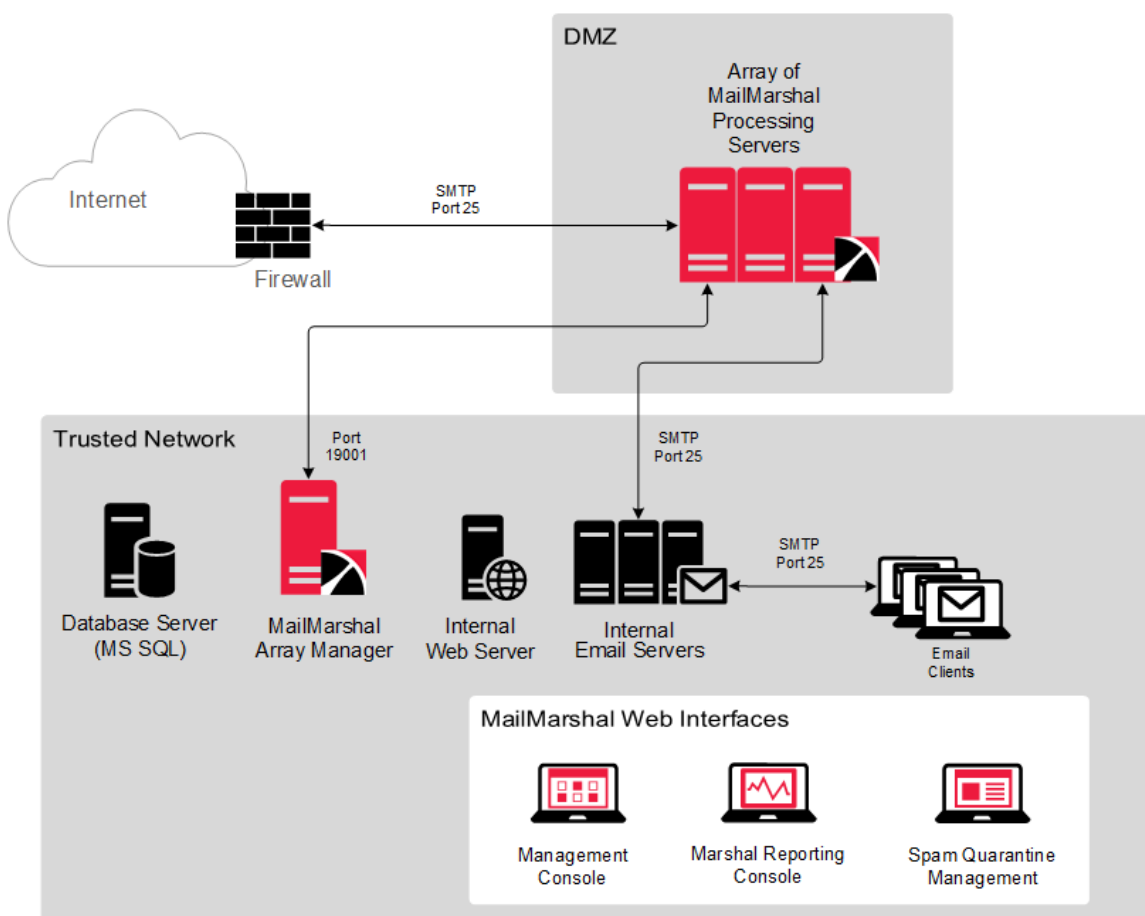 DMZ
Array of
MailMarshal
Processing
Servers
Internet
SMTP
Port 25
Firewall
Trusted Network
Port
19001
SMTP
Port 25
SMTP
Port 25
Database Server
(MS SQL)
MailMarshal
Array Manager
Internal
Web Server
Internal
Email Servers
Email
Clients
MailMarshal Web Interfaces
Management
Console
Marshal Reporting
Console
Spam Quarantine
Management